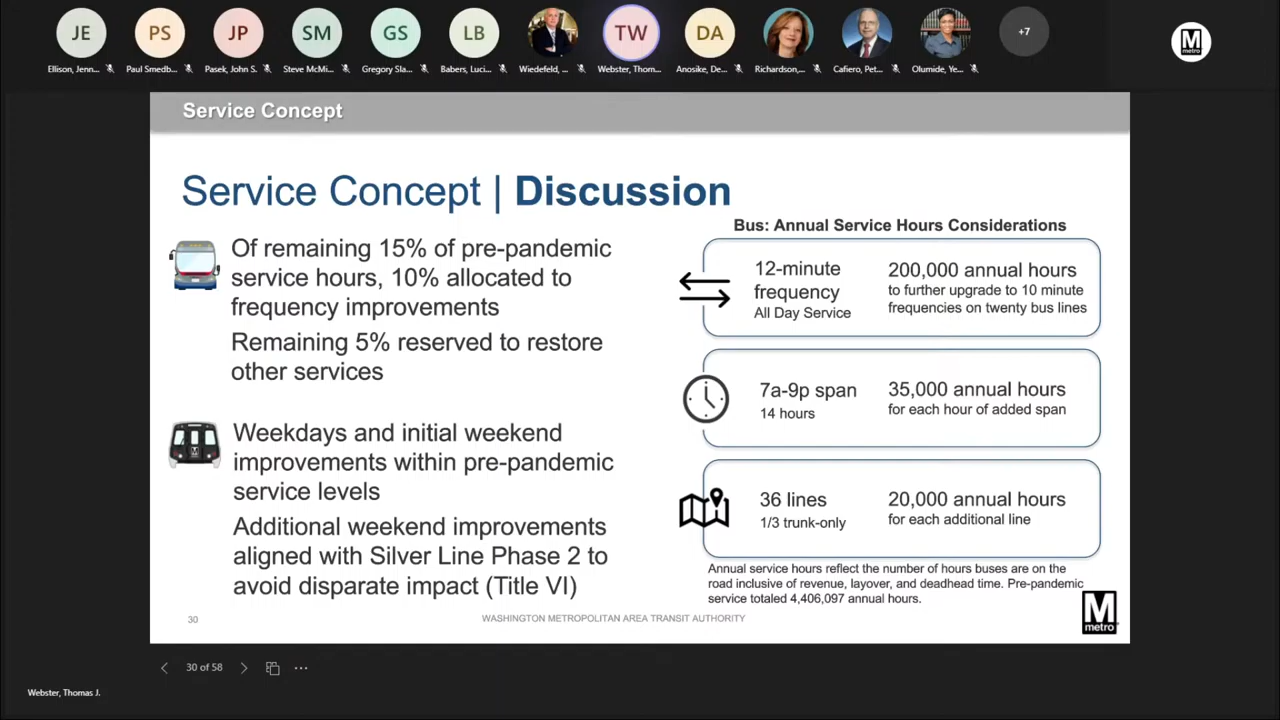 JE
PS
JP
SM
GS
LB
TW
DA
+7
Ellison, Jenn...
Paul Smedb...
Pasek, John S.
Steve McMi...
Gregory Sla...
Babers, Luci...
Wiedefeld, ...
Webster, Thom...
Anosike, De...
Richardson,...
Cafiero, Pet...
Olumide, Ye...
M
metro
Service Concept
Service Concept | Discussion
Of remaining 15% of pre-pandemic
service hours, 10% allocated to
frequency improvements
Remaining 5% reserved to restore
other services
Weekdays and initial weekend
improvements within pre-pandemic
service levels
Additional weekend improvements
aligned with Silver Line Phase 2 to
avoid disparate impact (Title VI)
Bus: Annual Service Hours Considerations
12-minute
frequency
All Day Service
200,000 annual hours
to further upgrade to 10 minute
frequencies on twenty bus lines
7a-9p span
14 hours
35,000 annual hours
for each hour of added span
36 lines
1/3 trunk-only
20,000 annual hours
for each additional line
Annual service hours reflect the number of hours buses are on the
road inclusive of revenue, layover, and deadhead time. Pre-pandemic
service totaled 4,406,097 annual hours.
30
WASHINGTON METROPOLITAN AREA TRANSIT AUTHORITY
M
metro
30 of 58
Webster, Thomas J.